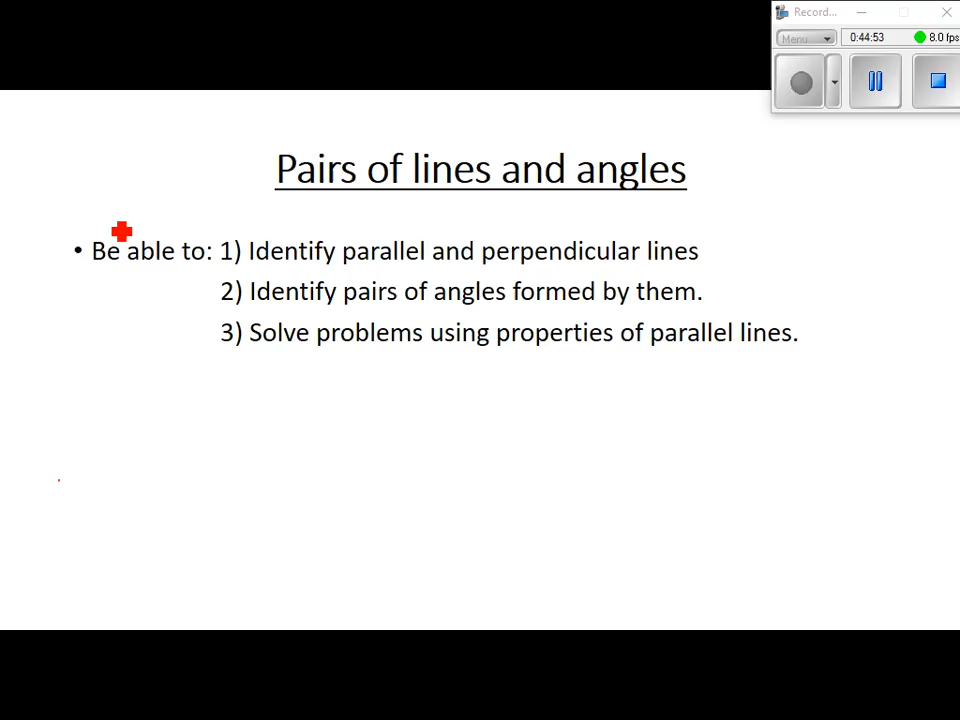 Record...
Menu
0:44:53
8.0 fps
Pairs of lines and angles
• Be able to: 1) Identify parallel and perpendicular lines
2) Identify pairs of angles formed by them.
3) Solve problems using properties of parallel lines.